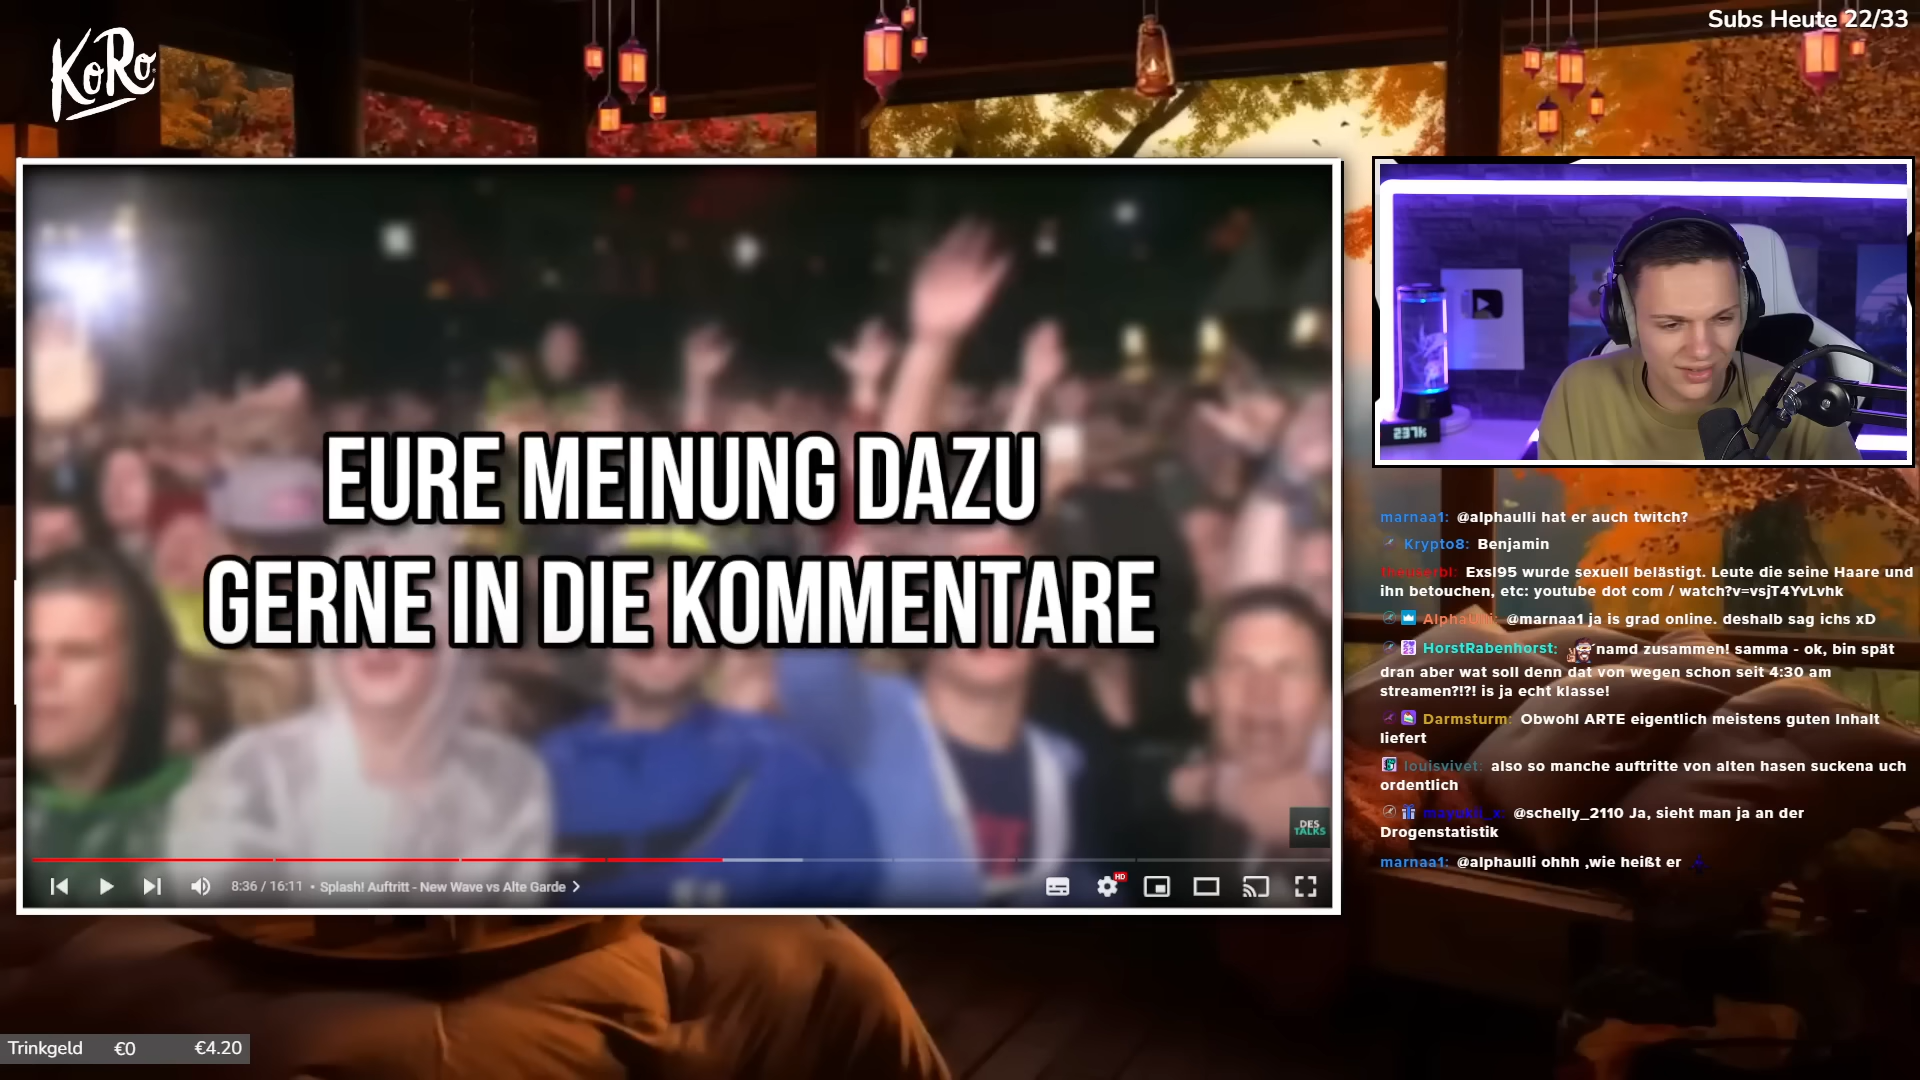 KoRo
Subs Heute 22/33
EURE MEINUNG DAZU
GERNE IN DIE KOMMENTARE
DES
TALKS
8:36 / 16:11 • Splash! Auftritt - New Wave vs Alte Garde
HD
237k
marnaa1: @alphaulli hat er auch twitch?
Krypto8: Benjamin
Exsl95 wurde sexuell belästigt. Leute die seine Haare und
ihn betouchen, etc: youtube dot com / watch?v=vsjT4YvLvhk
AlphaUlli: @marnaa1 ja is grad online. deshalb sag ichs xD
HorstRabenhorst: ´namd zusammen! samma - ok, bin spät
dran aber wat soll denn dat von wegen schon seit 4:30 am
streamen?!?! is ja echt klasse!
Darmsturm: Obwohl ARTE eigentlich meistens guten Inhalt
liefert
louisvivet: also so manche auftritte von alten hasen suckena uch
ordentlich
@schelly_2110 Ja, sieht man ja an der
Drogenstatistik
marnaa1: @alphaulli ohhh ,wie heißt er
Trinkgeld €0 €4.20